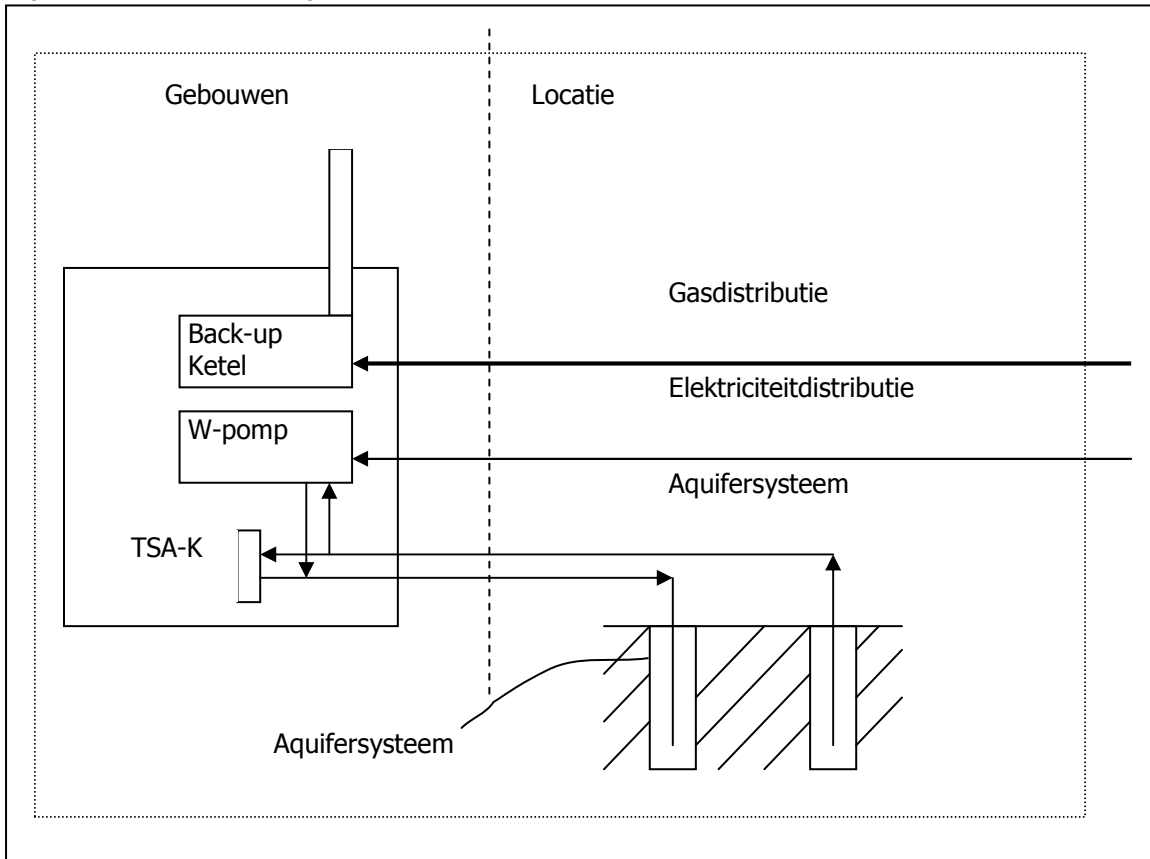 Gebouwen
Locatie
Gasdistributie
Back-up
Ketel
Elektriciteitdistributie
W-pomp
Aquifersysteem
TSA-K
Aquifersysteem